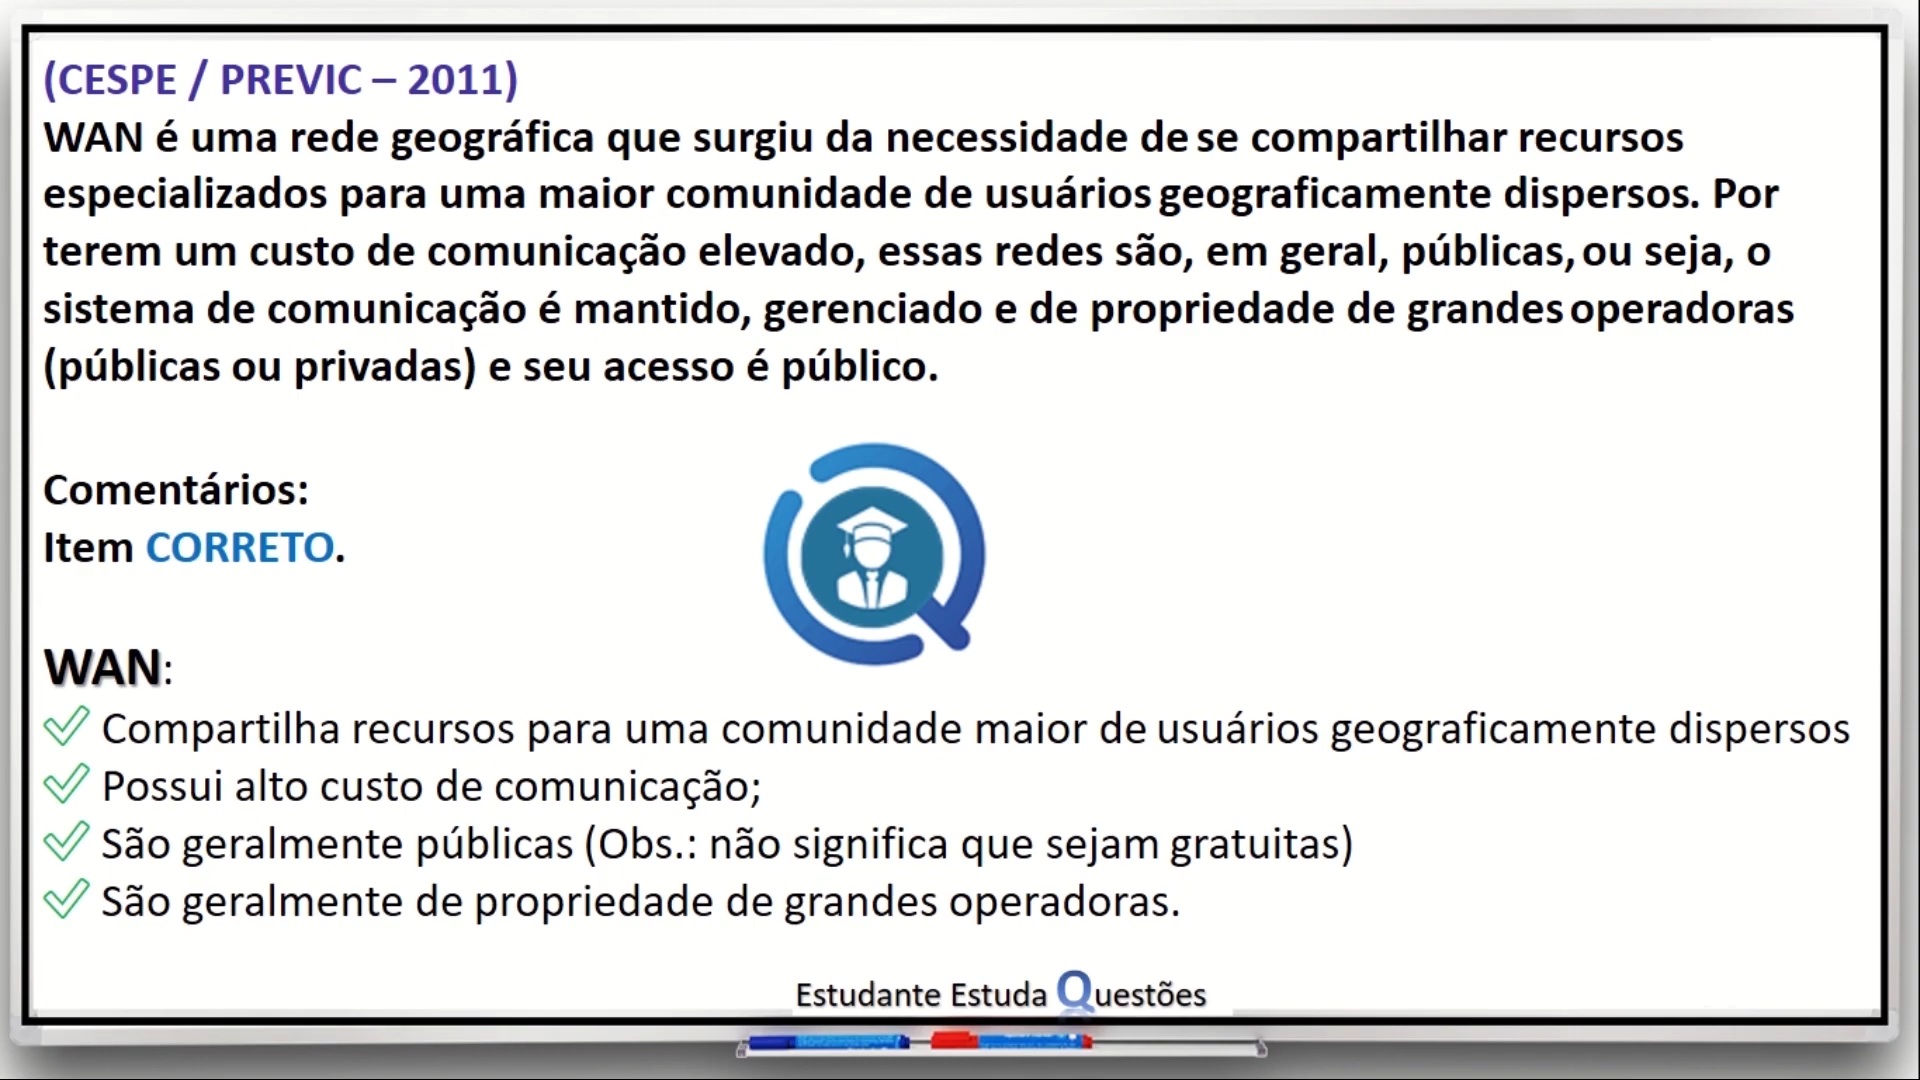 (CESPE / PREVIC – 2011)
WAN é uma rede geográfica que surgiu da necessidade de se compartilhar recursos
especializados para uma maior comunidade de usuários geograficamente dispersos. Por
terem um custo de comunicação elevado, essas redes são, em geral, públicas, ou seja, o
sistema de comunicação é mantido, gerenciado e de propriedade de grandes operadoras
(públicas ou privadas) e seu acesso é público.
Comentários:
Item CORRETO.
WAN:
Compartilha recursos para uma comunidade maior de usuários geograficamente dispersos
Possui alto custo de comunicação;
São geralmente públicas (Obs.: não significa que sejam gratuitas)
São geralmente de propriedade de grandes operadoras.
Estudante Estuda Questões